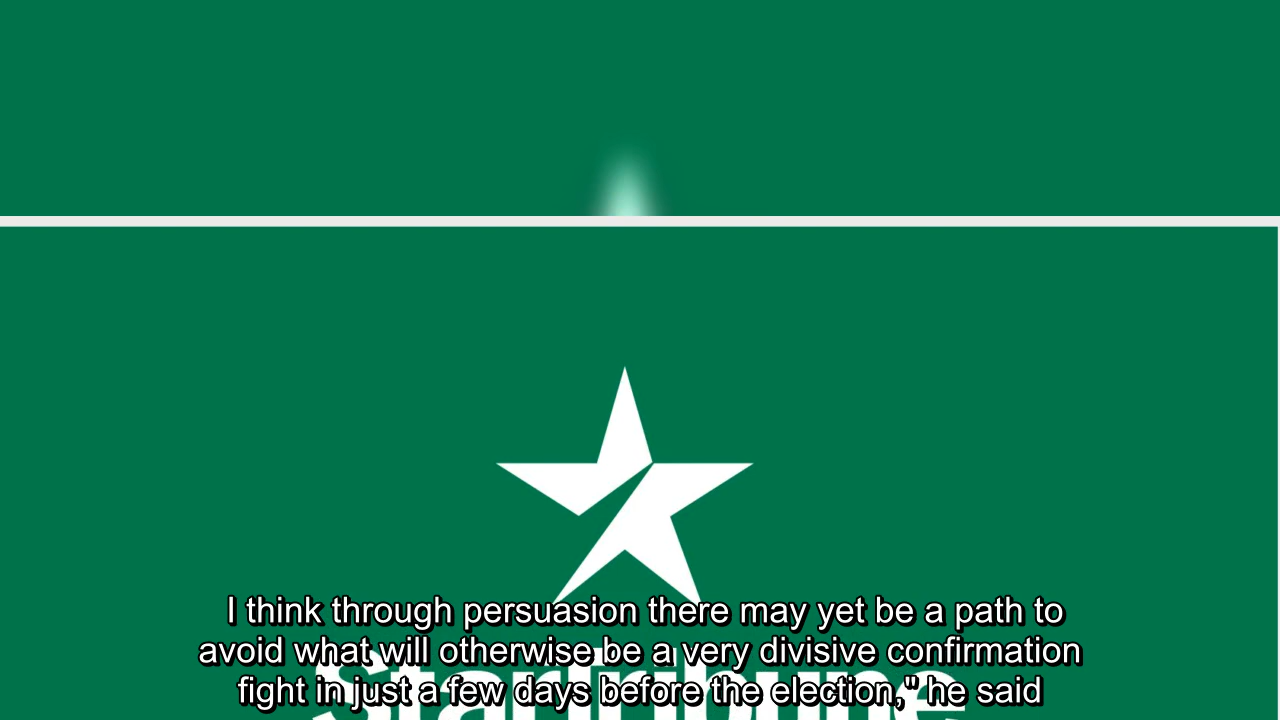 I think through persuasion there may yet be a path to
avoid what will otherwise be a very divisive confirmation
fight in just a few days before the election," he said
StarTribune